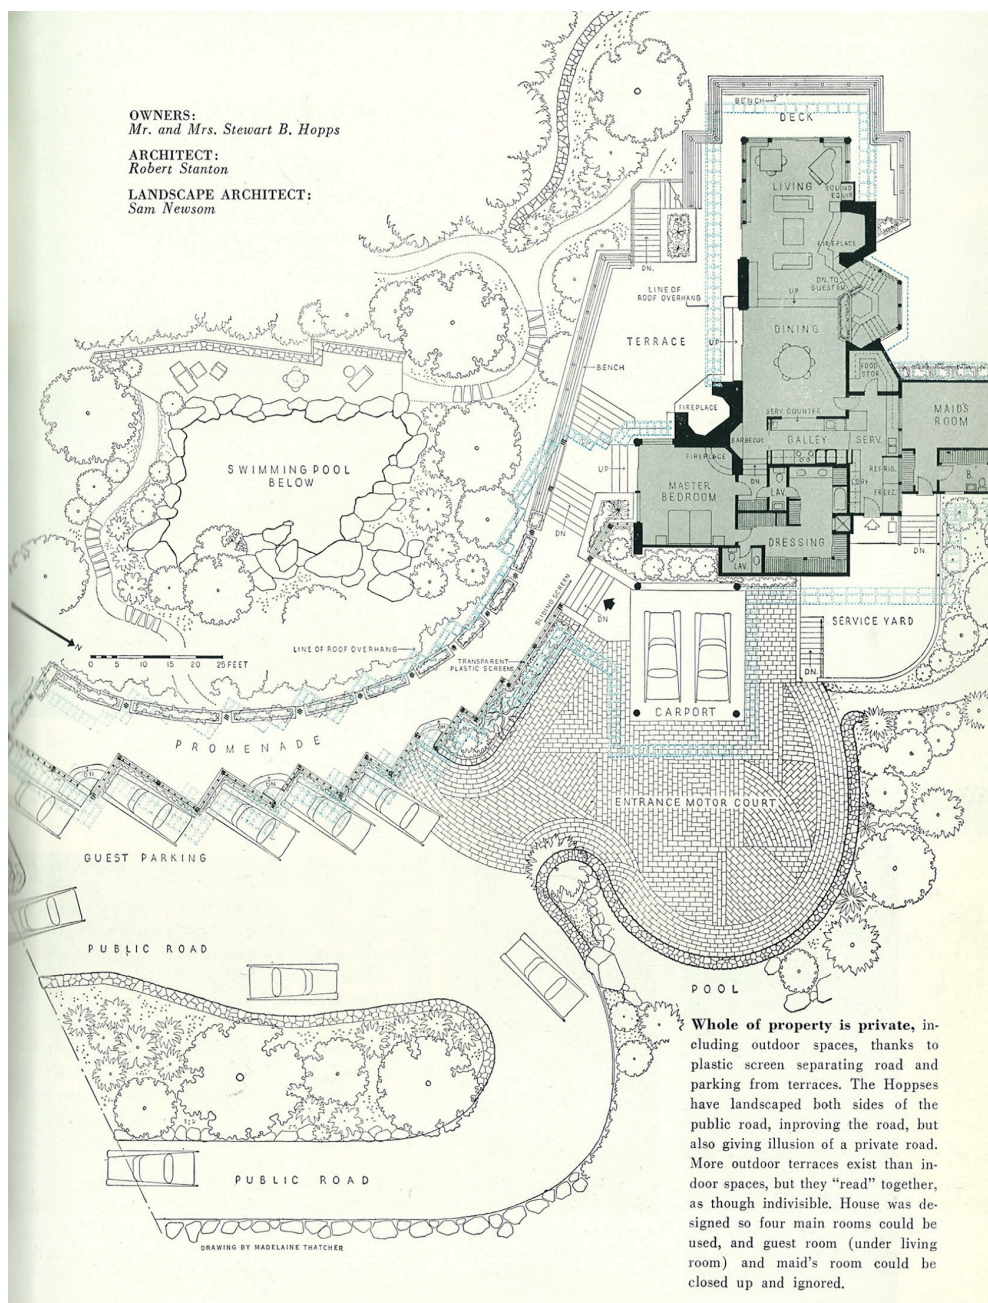 OWNERS:
Mr. and Mrs. Stewart B. Hopps
ARCHITECT:
Robert Stanton
LANDSCAPE ARCHITECT:
Sam Newsom
BENCH
DECK
LIVING
SOUND
EQUIP.
FIREPLACE
DN. TO
GUEST RM
DN.
LINE OF
ROOF OVERHANG
UP
DINING
TERRACE
UP
BENCH
FOOD
STOR.
FIREPLACE
SERV. COUNTER
MAID'S
ROOM
BARBECUE
GALLEY
SERV.
FIREPLACE
UP
SWIMMING POOL
BELOW
MASTER
BEDROOM
DN.
LAV.
LDRY
REFRIG.
FREEZ.
B.
DN
DRESSING
LAV.
DN.
SLIDING SCREEN
DN
SERVICE YARD
N
0 5 10 15 20 25 FEET
LINE OF ROOF OVERHANG
TRANSPARENT
PLASTIC SCREENS
DN.
CARPORT
PROMENADE
DN.
DN.
ENTRANCE MOTOR COURT
GUEST PARKING
PUBLIC ROAD
POOL
PUBLIC ROAD
DRAWING BY MADELAINE THATCHER
Whole of property is private, in-
cluding outdoor spaces, thanks to
plastic screen separating road and
parking from terraces. The Hoppses
have landscaped both sides of the
public road, inproving the road, but
also giving illusion of a private road.
More outdoor terraces exist than in-
door spaces, but they “read” together,
as though indivisible. House was de-
signed so four main rooms could be
used, and guest room (under living
room) and maid's room could be
closed up and ignored.